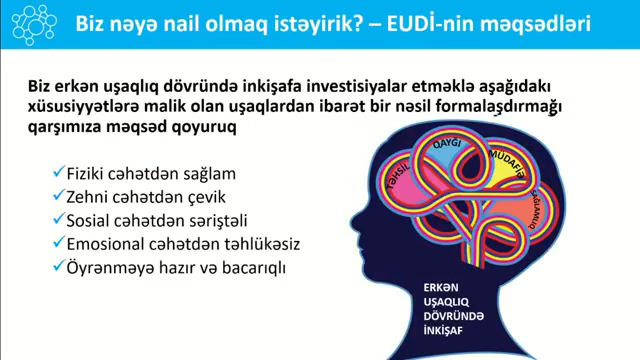 Biz nəyə nail olmaq istəyirik? – EUDİ-nin məqsədləri
Biz erkən uşaqlıq dövründə inkişafa investisiyalar etməklə aşağıdakı
xüsusiyyətlərə malik olan uşaqlardan ibarət bir nəsil formalaşdırmağı
qarşımıza məqsəd qoyuruq
✓Fiziki cəhətdən sağlam
✓Zehni cəhətdən çevik
✓Sosial cəhətdən səriştəli
✓Emosional cəhətdən təhlükəsiz
✓Öyrənməyə hazır və bacarıqlı
TƏHSİL
QAYĞI
MÜDAFİƏ
SAĞLAMLIQ
ERKƏN
UŞAQLIQ
DÖVRÜNDƏ
İNKİŞAF